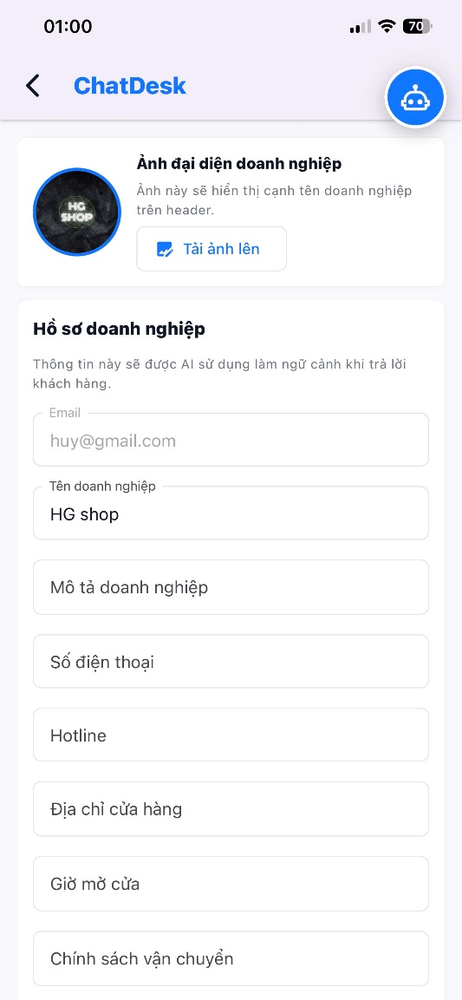 01:00
70
ChatDesk
HG
SHOP
Ảnh đại diện doanh nghiệp
Ảnh này sẽ hiển thị cạnh tên doanh nghiệp
trên header.
Tải ảnh lên
Hồ sơ doanh nghiệp
Thông tin này sẽ được AI sử dụng làm ngữ cảnh khi trả lời
khách hàng.
Email
huy@gmail.com
Tên doanh nghiệp
HG shop
Mô tả doanh nghiệp
Số điện thoại
Hotline
Địa chỉ cửa hàng
Giờ mở cửa
Chính sách vận chuyển